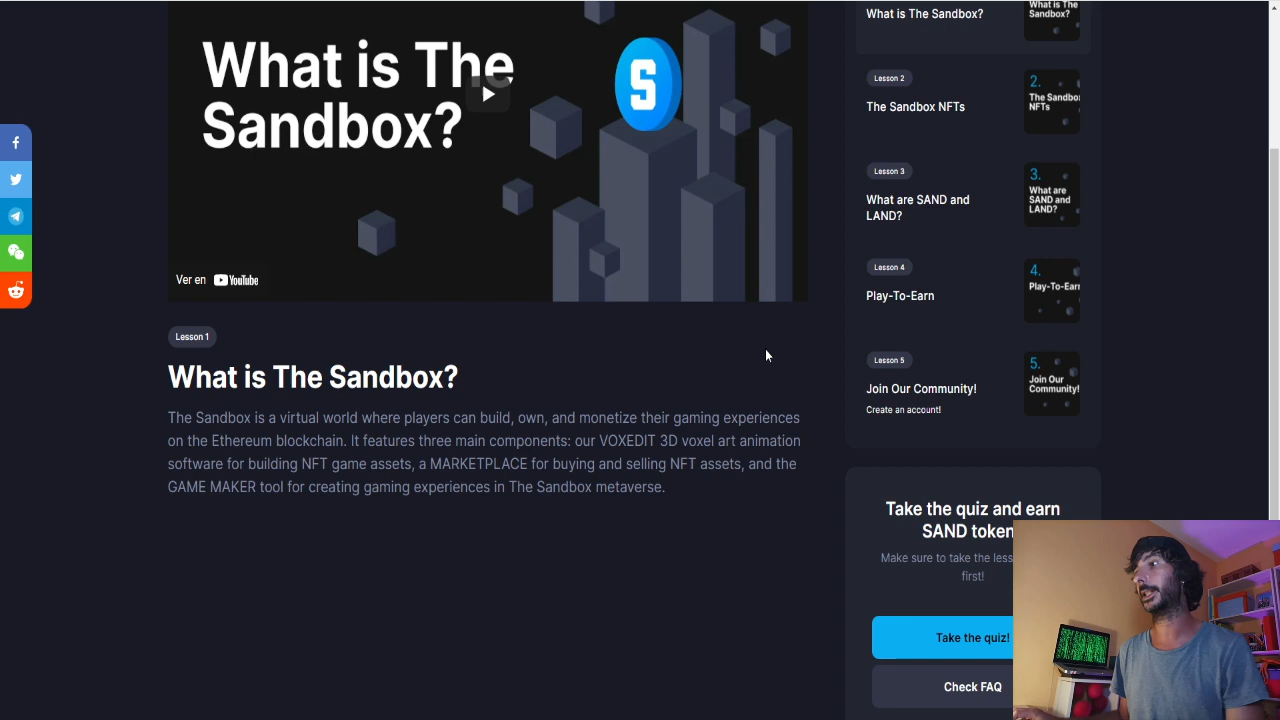 What is The
Sandbox?
Ver en YouTube
Lesson 1
What is The Sandbox?
The Sandbox is a virtual world where players can build, own, and monetize their gaming experiences
on the Ethereum blockchain. It features three main components: our VOXEDIT 3D voxel art animation
software for building NFT game assets, a MARKETPLACE for buying and selling NFT assets, and the
GAME MAKER tool for creating gaming experiences in The Sandbox metaverse.
What is The Sandbox?
What is The
Sandbox?
Lesson 2
The Sandbox NFTs
2.
The Sandbox
NFTs
Lesson 3
What are SAND and
LAND?
3.
What are
SAND and
LAND?
Lesson 4
Play-To-Earn
4.
Play-To-Earn
Lesson 5
Join Our Community!
Create an account!
5.
Join Our
Community!
Take the quiz and earn
SAND token
Make sure to take the
first!
Take the quiz!
Check FAQ